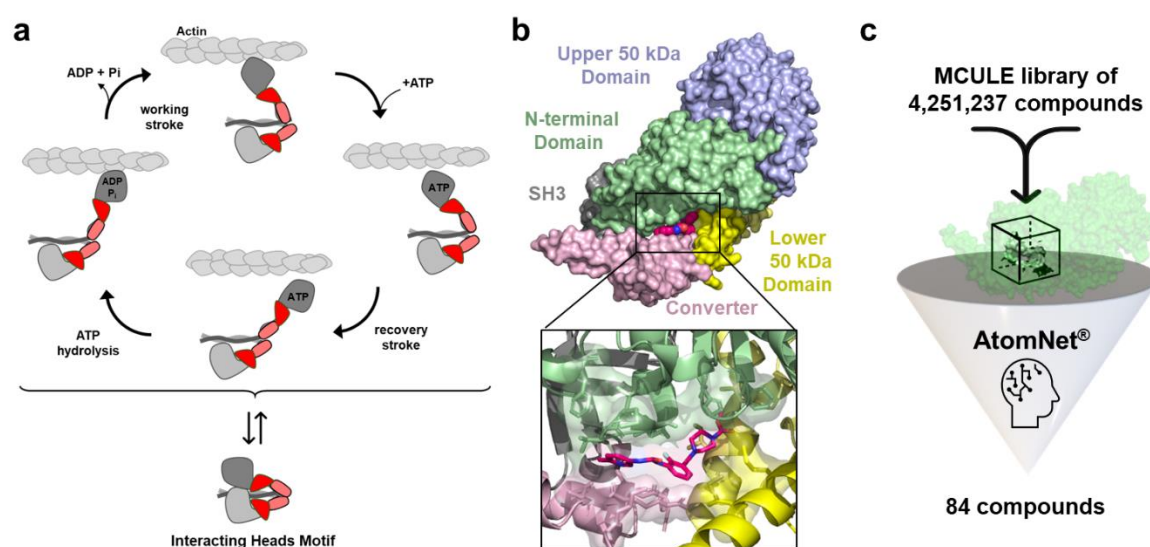 a
Actin
ADP + Pi
working
stroke
+ATP
ADP
Pi
ATP
ATP
ATP
hydrolysis
recovery
stroke
Interacting Heads Motif
b
Upper 50 kDa
Domain
N-terminal
Domain
SH3
Lower
50 kDa
Domain
Converter
c
MCULE library of
4,251,237 compounds
AtomNet®
84 compounds